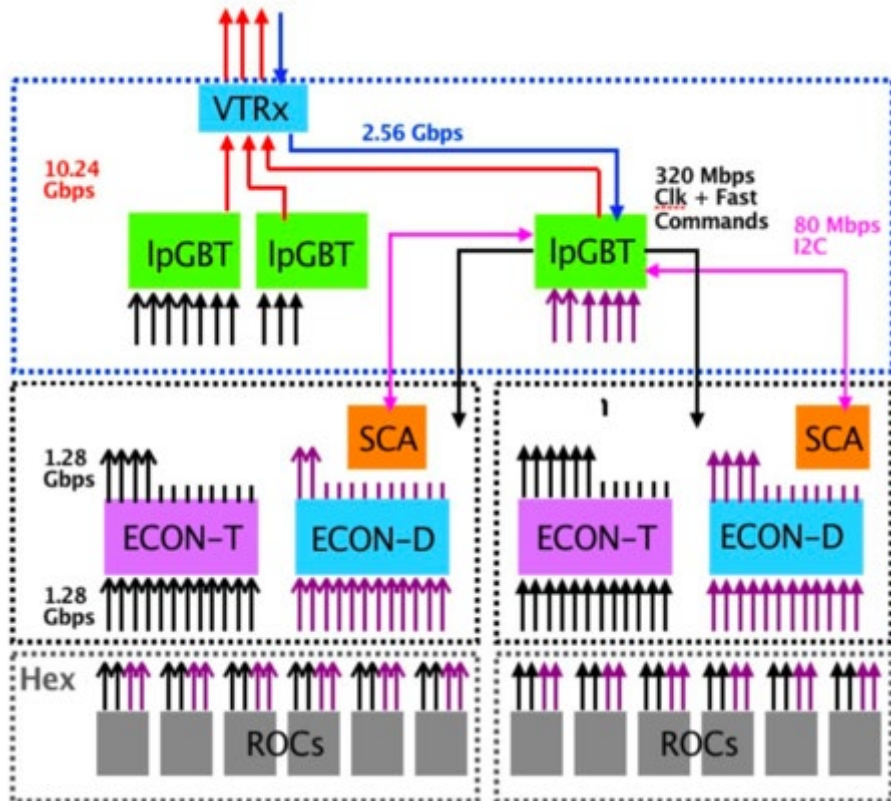 VTRx
2.56 Gbps
10.24
Gbps
320 Mbps
Clk + Fast
Commands
80 Mbps
I2C
lpGBT
lpGBT
lpGBT
SCA
SCA
1.28
Gbps
ECON-T
ECON-D
ECON-T
ECON-D
1.28
Gbps
Hex
ROCs
ROCs